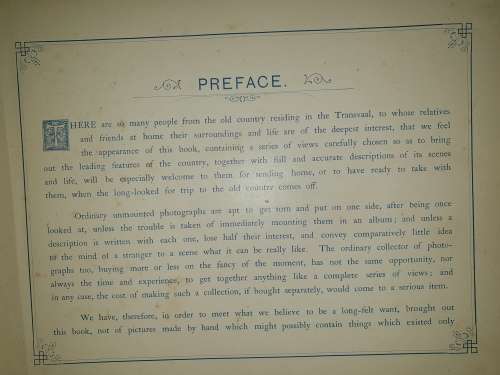 PREFACE.
THERE are so many people from the old country residing in the Transvaal, to whose relatives
and friends at home their surroundings and life are of the deepest interest, that we feel
the appearance of this book, containing a series of views carefully chosen so as to bring
out the leading features of the country, together with full and accurate descriptions of its scenes
and life, will be especially welcome to them for sending home, or to have ready to take with
them, when the long-looked for trip to the old country comes off.
Ordinary unmounted photographs are apt to get torn and put on one side, after being once
looked at, unless the trouble is taken of immediately mounting them in an album; and unless a
description is written with each one, lose half their interest, and convey comparatively little idea
to the mind of a stranger to a scene what it can be really like. The ordinary collector of photo-
graphs too, buying more or less on the fancy of the moment, has not the same opportunity, nor
always the time and experience, to get together anything like a complete series of views; and
in any case, the cost of making such a collection, if bought separately, would come to a serious item.
We have, therefore, in order to meet what we believe to be a long-felt want, brought out
this book, not of pictures made by hand which might possibly contain things which existed only